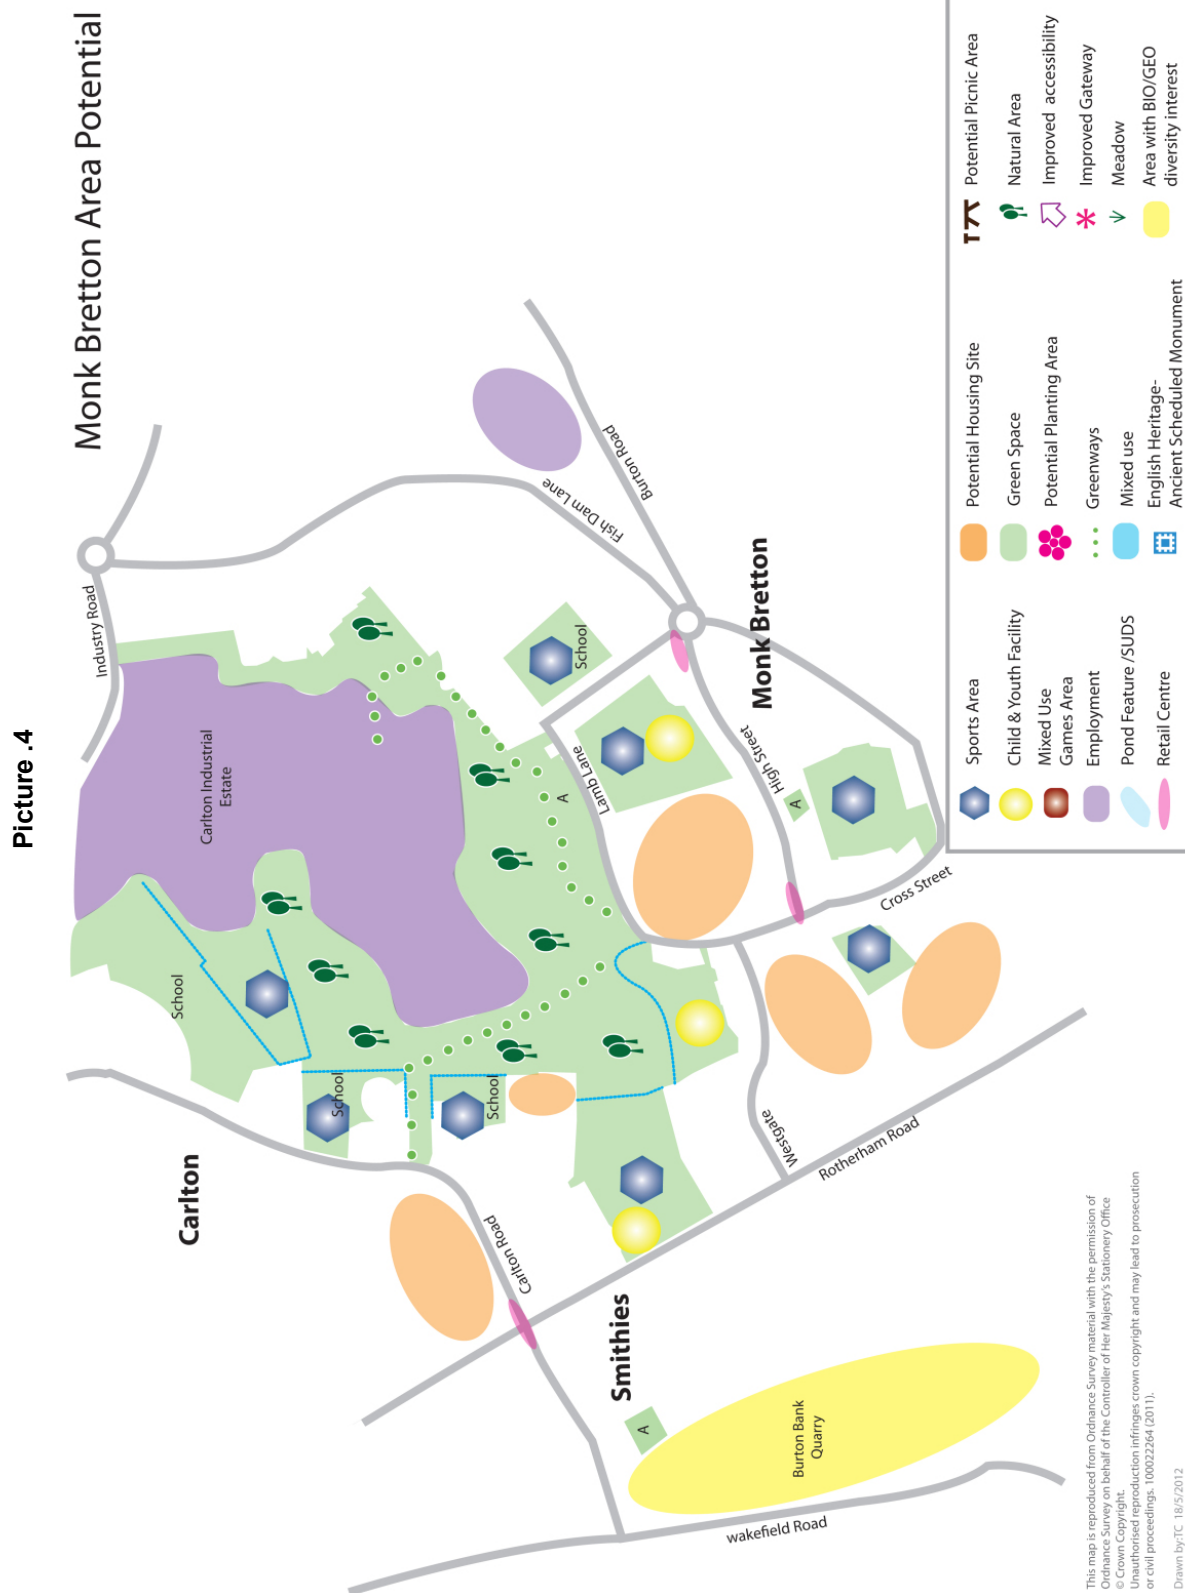 Picture .4
Monk Bretton Area Potential
Industry Road
Carlton Industrial
Estate
School
School
School
School
Carlton
Carlton Road
Fish Dam Lane
Burton Road
Lamb Lane
A
High Street
A
Monk Bretton
Cross Street
Westgate
Rotherham Road
Smithies
A
Burton Bank
Quarry
wakefield Road
Sports Area
Child & Youth Facility
Mixed Use
Games Area
Employment
Pond Feature /SUDS
Retail Centre
Potential Housing Site
Green Space
Potential Planting Area
Greenways
Mixed use
English Heritage-
Ancient Scheduled Monument
Potential Picnic Area
Natural Area
Improved accessibility
Improved Gateway
Meadow
Area with BIO/GEO
diversity interest
This map is reproduced from Ordnance Survey material with the permission of
Ordnance Survey on behalf of the Controller of Her Majesty's Stationery Office
© Crown Copyright.
Unauthorised reproduction infringes crown copyright and may lead to prosecution
or civil proceedings. 100022264 (2011).
Drawn by:TC 18/5/2012